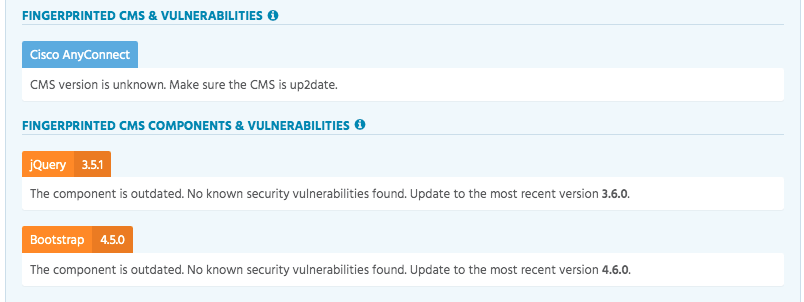 FINGERPRINTED CMS & VULNERABILITIES
Cisco AnyConnect
CMS version is unknown. Make sure the CMS is up2date.
FINGERPRINTED CMS COMPONENTS & VULNERABILITIES
jQuery 3.5.1
The component is outdated. No known security vulnerabilities found. Update to the most recent version 3.6.0.
Bootstrap 4.5.0
The component is outdated. No known security vulnerabilities found. Update to the most recent version 4.6.0.